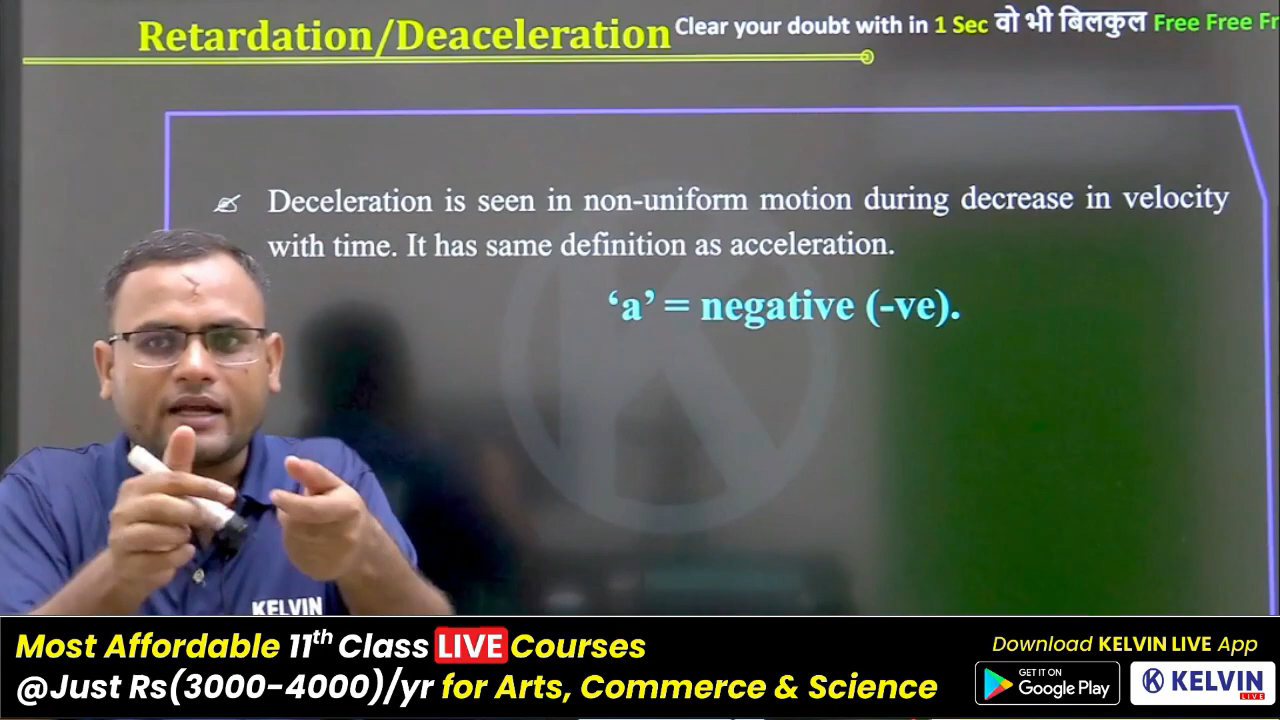 Retardation/Deaceleration
Clear your doubt with in 1 Sec वो भी बिलकुल Free Free Fr
Deceleration is seen in non-uniform motion during decrease in velocity
with time. It has same definition as acceleration.
‘a’ = negative (-ve).
KELVIN
Most Affordable 11th Class LIVE Courses
@Just Rs(3000-4000)/yr for Arts, Commerce & Science
Download KELVIN LIVE App
GET IT ON
Google Play
KELVIN
LIVE